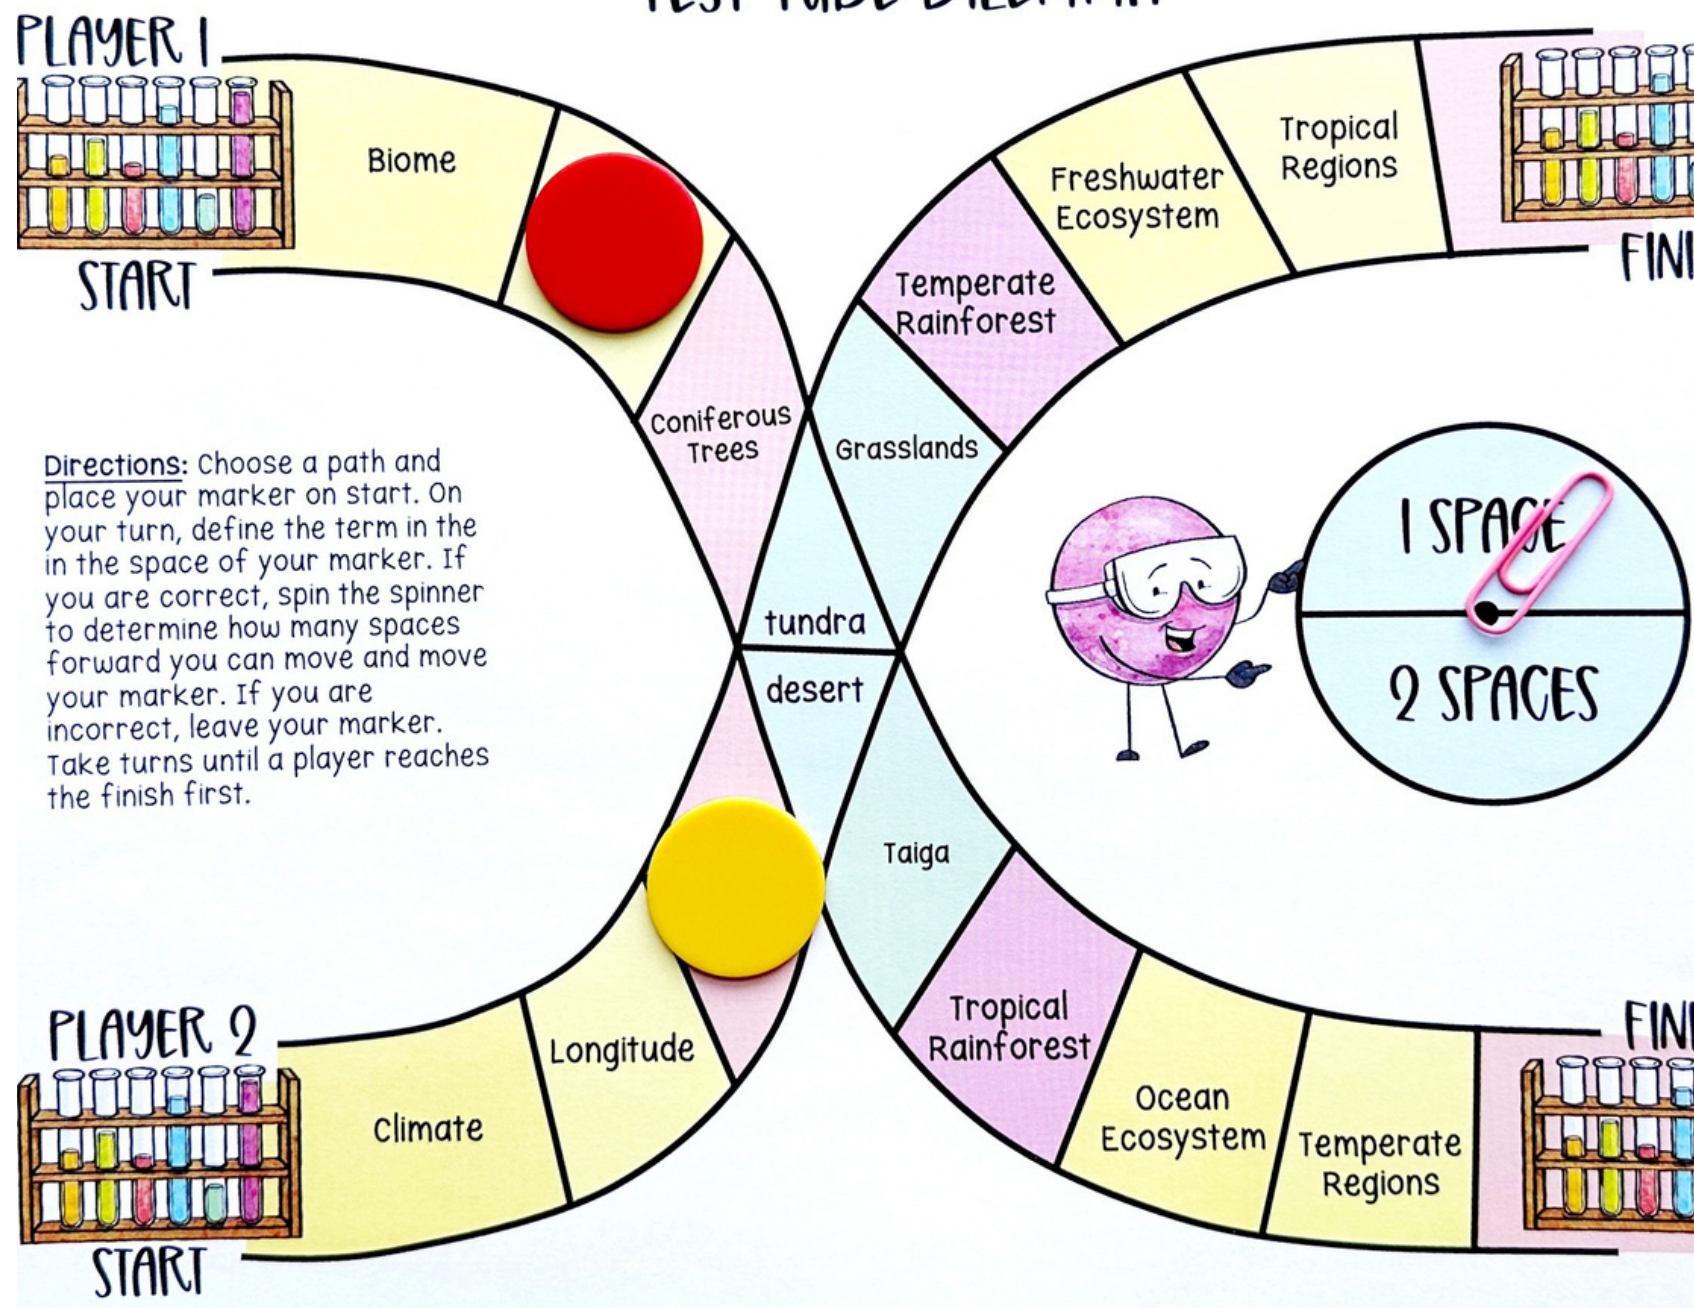 PLAYER 1
START
Biome
Coniferous
Trees
Directions: Choose a path and
place your marker on start. On
your turn, define the term in the
in the space of your marker. If
you are correct, spin the spinner
to determine how many spaces
forward you can move and move
your marker. If you are
incorrect, leave your marker.
Take turns until a player reaches
the finish first.
tundra
desert
Grasslands
Temperate
Rainforest
Freshwater
Ecosystem
Tropical
Regions
1 SPACE
2 SPACES
PLAYER 2
START
Climate
Longitude
Taiga
Tropical
Rainforest
Ocean
Ecosystem
Temperate
Regions